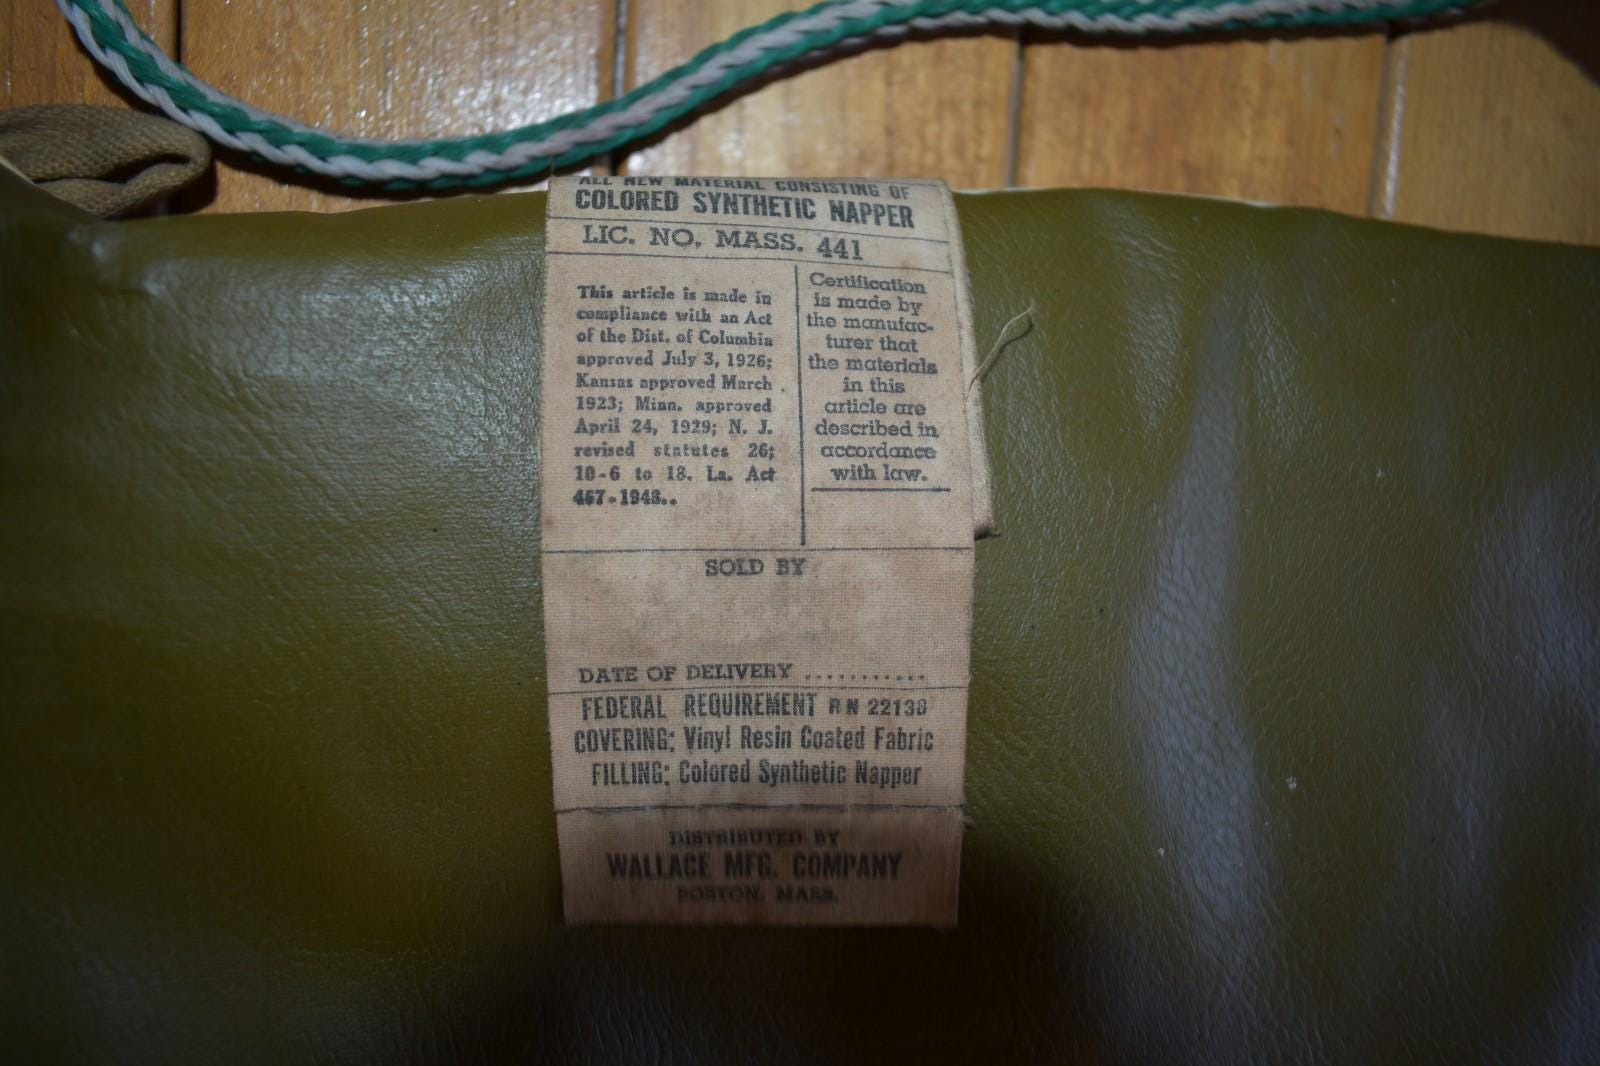 ALL NEW MATERIAL CONSISTING OF
COLORED SYNTHETIC NAPPER
LIC. NO. MASS. 441
This article is made in
compliance with an Act
of the Dist. of Columbia
approved July 3, 1926;
Kansas approved March
1923; Minn. approved
April 24, 1929; N. J.
revised statutes 26;
10-6 to 18. La. Act
467-1948..
Certification
is made by
the manufac-
turer that
the materials
in this
article are
described in
accordance
with law.
SOLD BY
DATE OF DELIVERY ...........
FEDERAL REQUIREMENT RN 22138
COVERING: Vinyl Resin Coated Fabric
FILLING: Colored Synthetic Napper
DISTRIBUTED BY
WALLACE MFG. COMPANY
BOSTON, MASS.